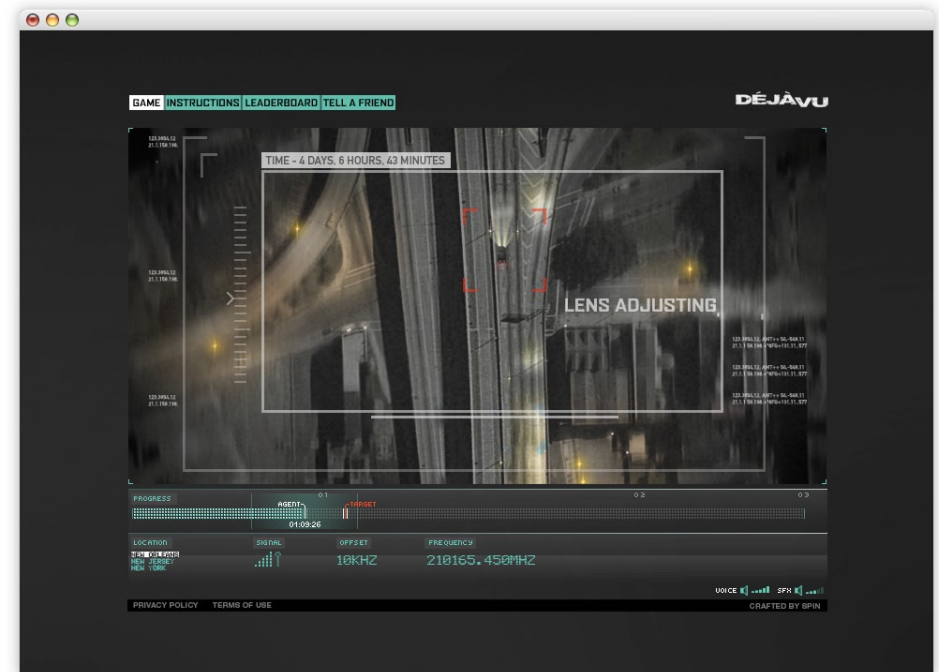 GAME INSTRUCTIONS LEADERBOARD TELL A FRIEND
DÉJÀVU
TIME - 4 DAYS, 6 HOURS, 43 MINUTES
LENS ADJUSTING
PROGRESS
01
02
03
AGENT
TARGET
01:09:26
LOCATION
SIGNAL
OFFSET
FREQUENCY
NEW ORLEANS
NEW JERSEY
NEW YORK
10KHZ
210165.450MHZ
VOICE
SFX
PRIVACY POLICY
TERMS OF USE
CRAFTED BY SPIN